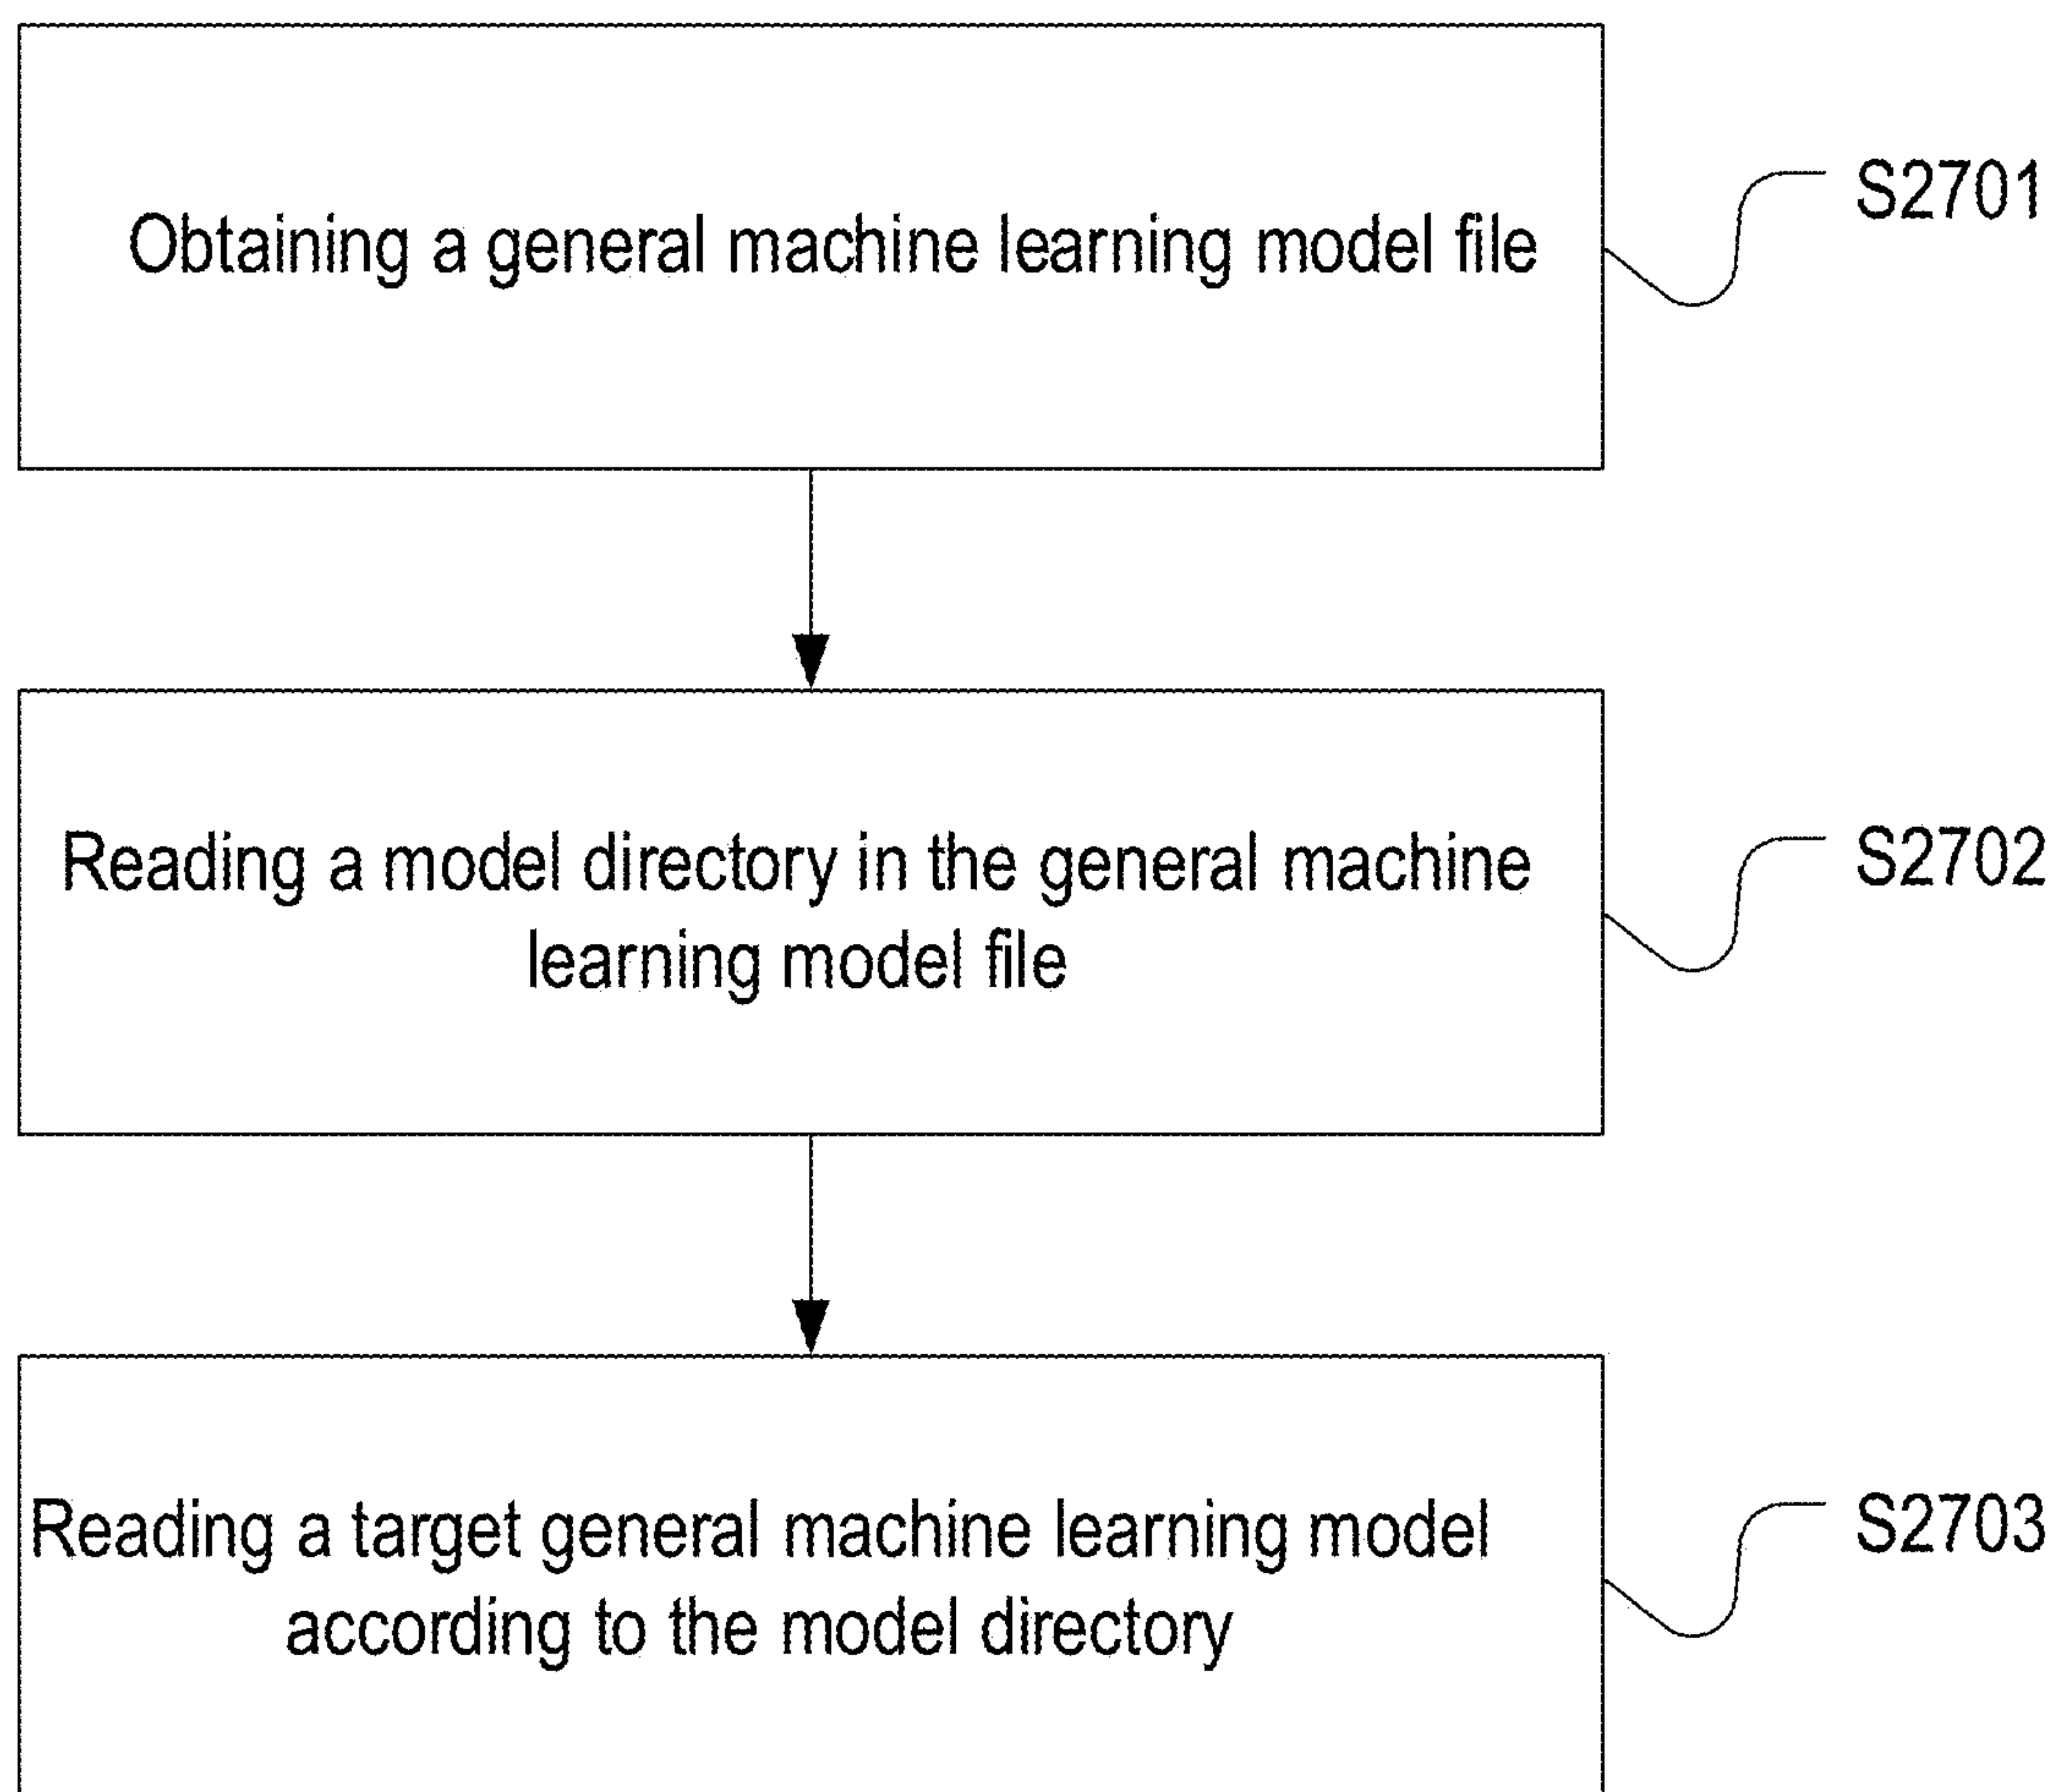 Obtaining a general machine learning model file
S2701
Reading a model directory in the general machine
learning model file
S2702
Reading a target general machine learning model
according to the model directory
S2703